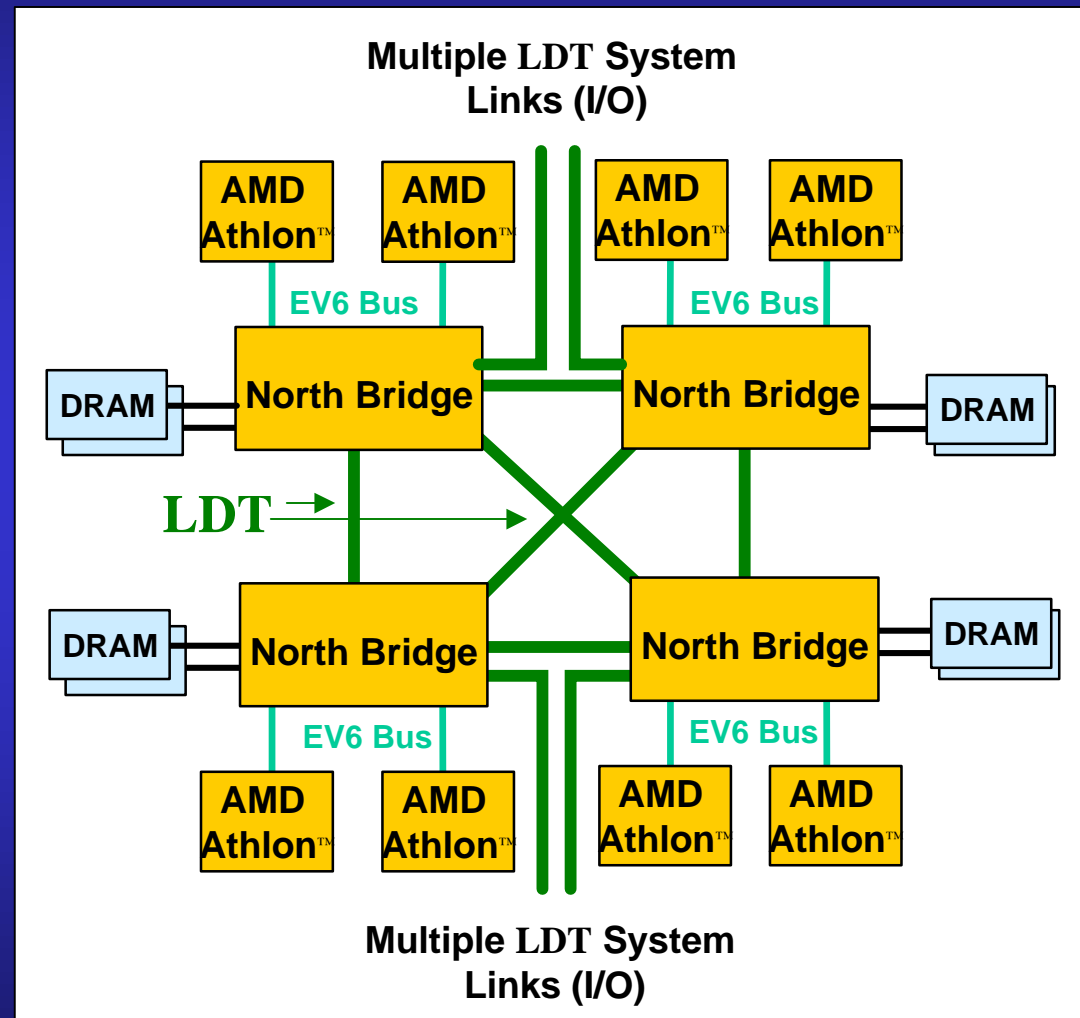 Multiple LDT System
Links (I/O)
AMD
Athlon™
AMD
Athlon™
AMD
Athlon™
AMD
Athlon™
EV6 Bus
EV6 Bus
North Bridge
North Bridge
DRAM
DRAM
LDT
DRAM
North Bridge
North Bridge
DRAM
EV6 Bus
EV6 Bus
AMD
Athlon™
AMD
Athlon™
AMD
Athlon™
AMD
Athlon™
Multiple LDT System
Links (I/O)